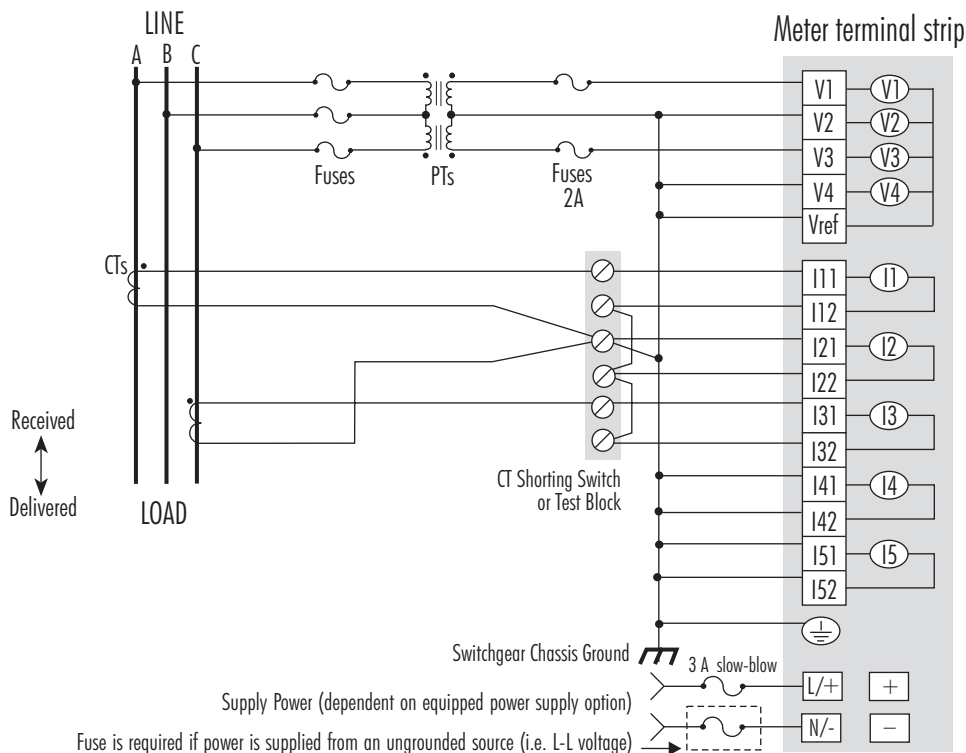 LINE
Meter terminal strip
A B C
V1 V1
V2 V2
Fuses
PTs
Fuses
2A
V3 V3
V4 V4
Vref
CTs
I11 I1
I12
I21 I2
I22
I31 I3
I32
Received
Delivered
LOAD
CT Shorting Switch
or Test Block
I41 I4
I42
I51 I5
I52
Switchgear Chassis Ground
3 A slow-blow
Supply Power (dependent on equipped power supply option)
L/+ +
N/- −
Fuse is required if power is supplied from an ungrounded source (i.e. L-L voltage)